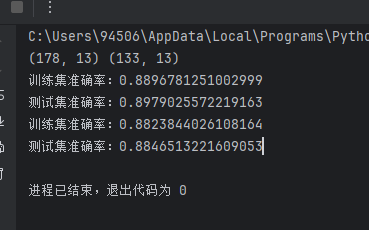 C:\Users\94506\AppData\Local\Programs\Pytho
(178, 13) (133, 13)
训练集准确率：0.8896781251002999
测试集准确率：0.8979025572219163
训练集准确率：0.8823844026108164
测试集准确率：0.8846513221609053
进程已结束，退出代码为 0